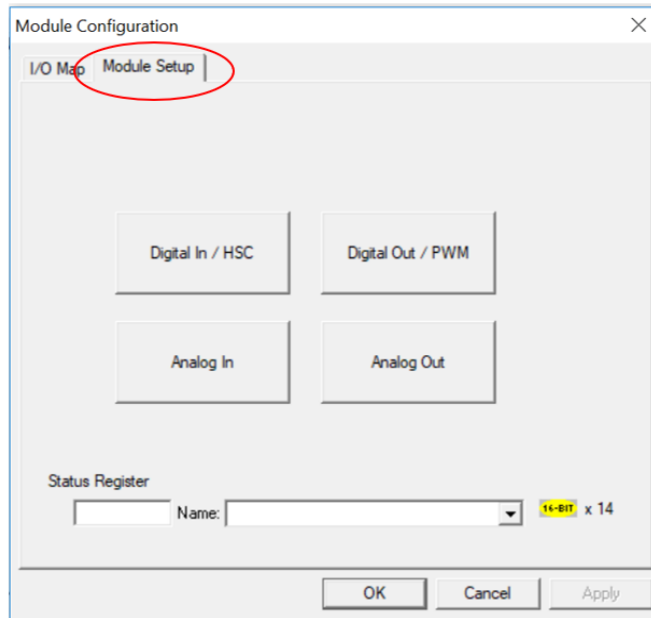 Module Configuration
I/O Map Module Setup
Digital In / HSC Digital Out / PWM
Analog In Analog Out
Status Register
Name: 16-BIT x 14
OK Cancel Apply